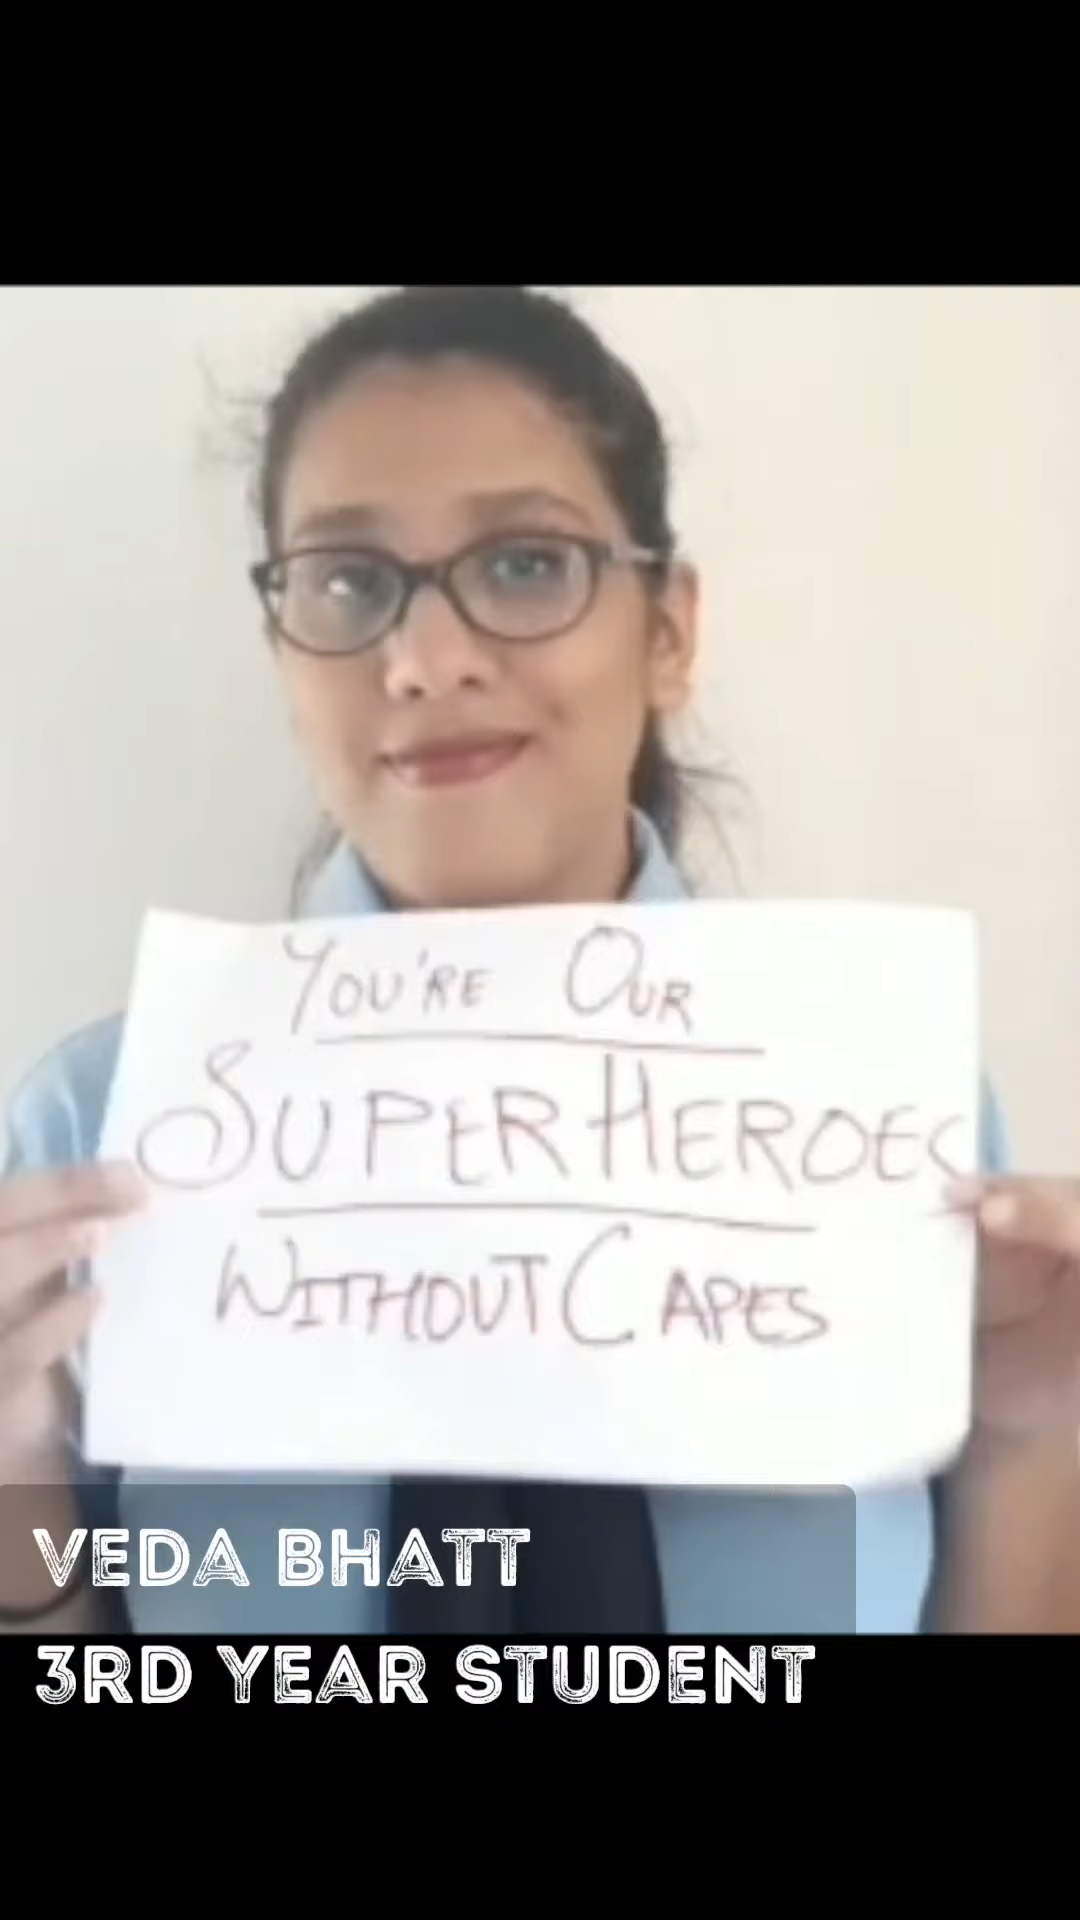 You're Our
SuperHeroes
Without Capes
VEDA BHATT
3RD YEAR STUDENT